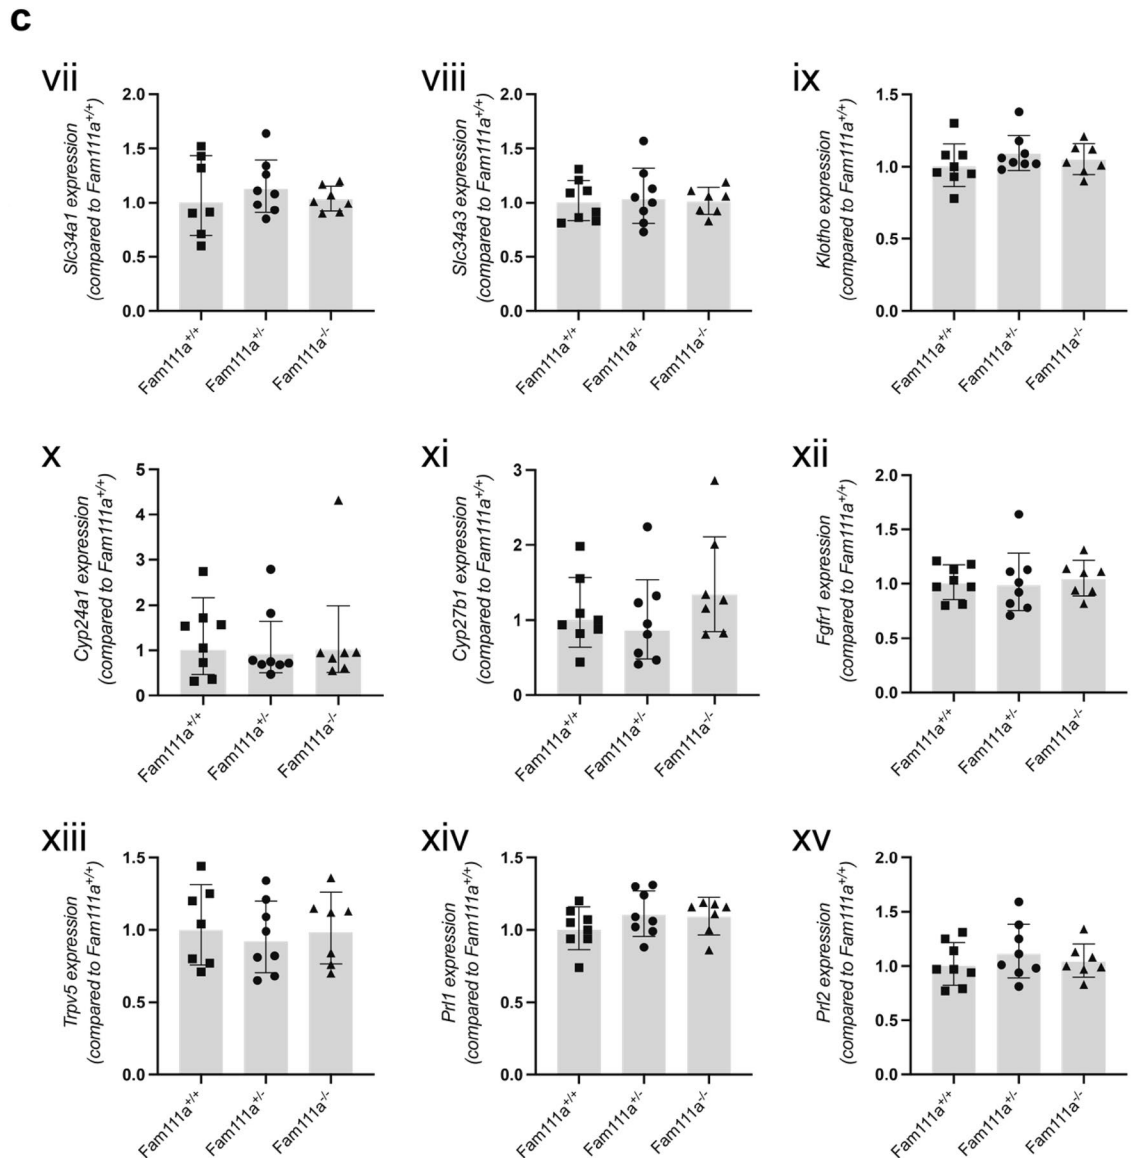 c
vii
Slc34a1 expression
(compared to Fam111a+/+)
2.0
1.5
1.0
0.5
0.0
Fam111a+/+
Fam111a+/-
Fam111a-/-
viii
Slc34a3 expression
(compared to Fam111a+/+)
2.0
1.5
1.0
0.5
0.0
Fam111a+/+
Fam111a+/-
Fam111a-/-
ix
Klotho expression
(compared to Fam111a+/+)
1.5
1.0
0.5
0.0
Fam111a+/+
Fam111a+/-
Fam111a-/-
x
Cyp24a1 expression
(compared to Fam111a+/+)
5
4
3
2
1
0
Fam111a+/+
Fam111a+/-
Fam111a-/-
xi
Cyp27b1 expression
(compared to Fam111a+/+)
3
2
1
0
Fam111a+/+
Fam111a+/-
Fam111a-/-
xii
Fgfr1 expression
(compared to Fam111a+/+)
2.0
1.5
1.0
0.5
0.0
Fam111a+/+
Fam111a+/-
Fam111a-/-
xiii
Trpv5 expression
(compared to Fam111a+/+)
1.5
1.0
0.5
0.0
Fam111a+/+
Fam111a+/-
Fam111a-/-
xiv
Prl1 expression
(compared to Fam111a+/+)
1.5
1.0
0.5
0.0
Fam111a+/+
Fam111a+/-
Fam111a-/-
xv
Prl2 expression
(compared to Fam111a+/+)
2.0
1.5
1.0
0.5
0.0
Fam111a+/+
Fam111a+/-
Fam111a-/-